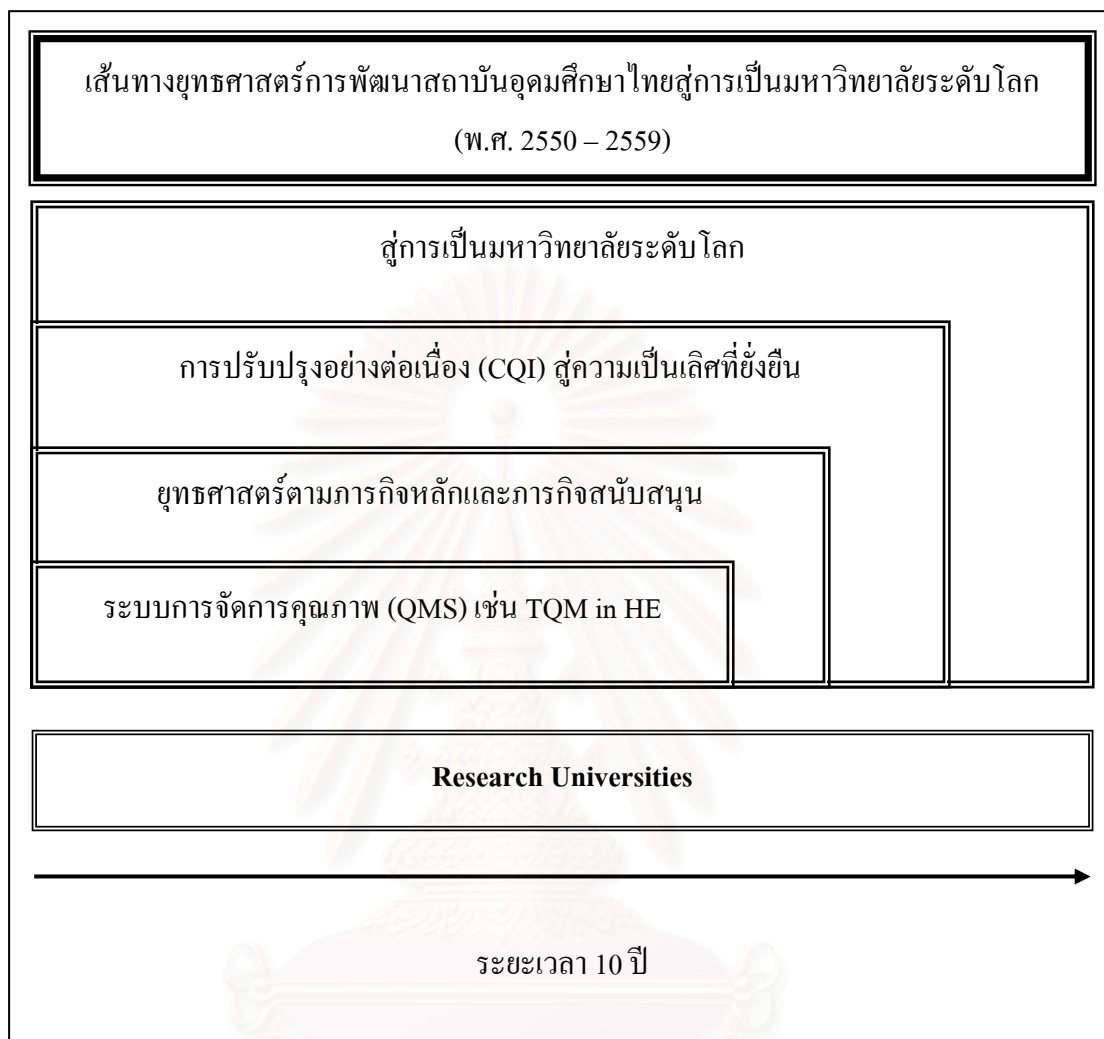 เส้นทางยุทธศาสตร์การพัฒนาสถาบันอุดมศึกษาไทยสู่การเป็นมหาวิทยาลัยระดับโลก
(พ.ศ. 2550 – 2559)
สู่การเป็นมหาวิทยาลัยระดับโลก
การปรับปรุงอย่างต่อเนื่อง (CQI) สู่ความเป็นเลิศที่ยั่งยืน
ยุทธศาสตร์ตามภารกิจหลักและภารกิจสนับสนุน
ระบบการจัดการคุณภาพ (QMS) เช่น TQM in HE
Research Universities
ระยะเวลา 10 ปี